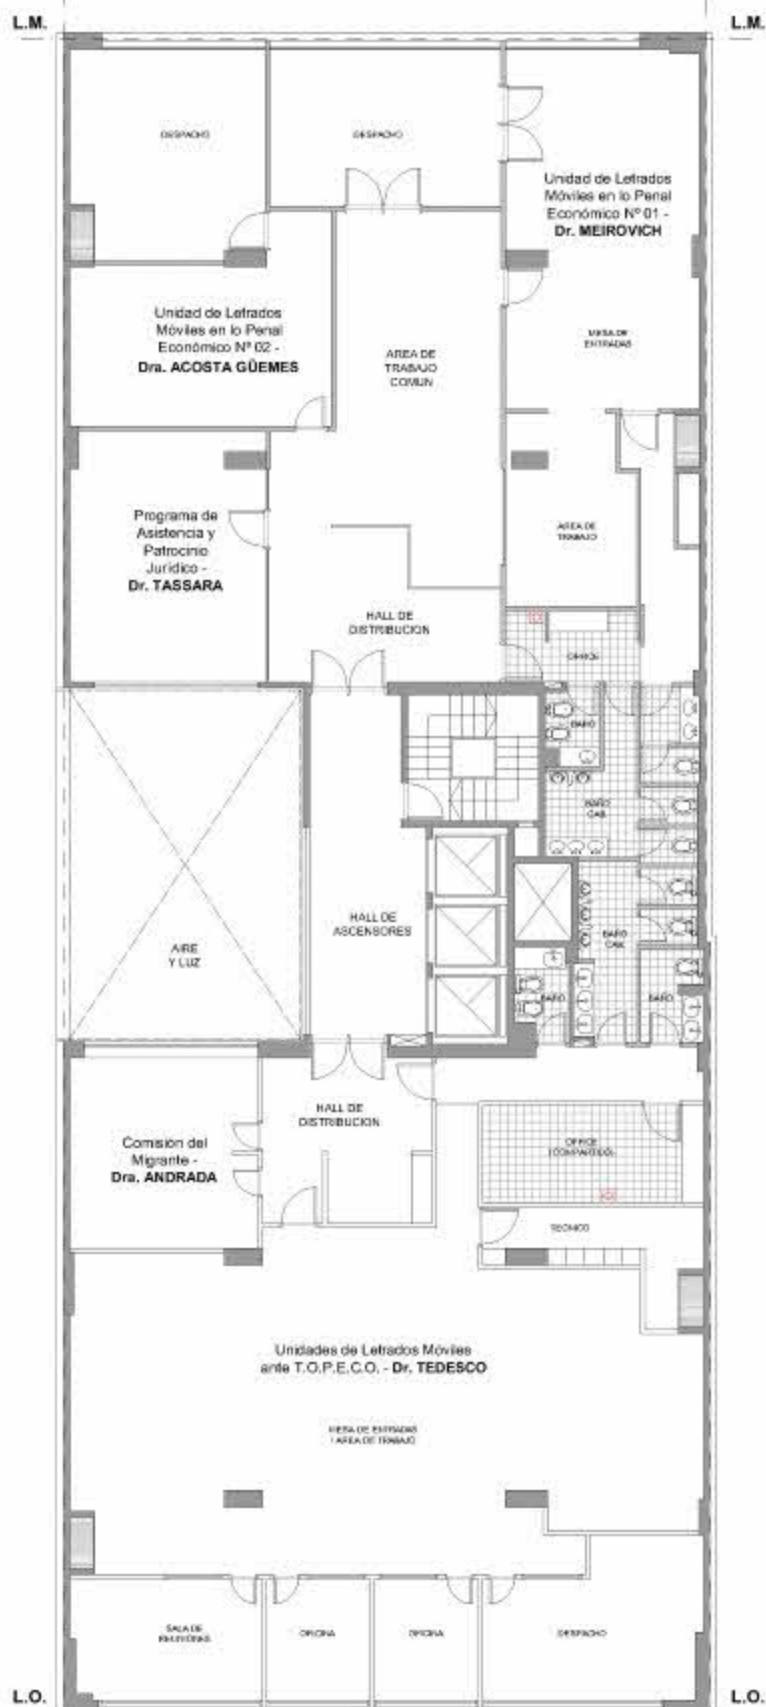 L.M.
L.M.
DESPACHO
DESPACHO
Unidad de Letrados
Móviles en lo Penal
Económico Nº 01 -
Dr. MEIROVICH
Unidad de Letrados
Móviles en lo Penal
Económico Nº 02 -
Dra. ACOSTA GÜEMES
MESA DE
ENTRADAS
AREA DE
TRABAJO
COMUN
Programa de
Asistencia y
Patrocinio
Jurídico -
Dr. TASSARA
AREA DE
TRABAJO
HALL DE
DISTRIBUCION
OFFICE
BAÑO
BAÑO
CAB.
HALL DE
ASCENSORES
AIRE
Y LUZ
BAÑO
CAB.
BAÑO
BAÑO
HALL DE
DISTRIBUCION
Comisión del
Migrante -
Dra. ANDRADA
OFFICE
(COMPARTIDO)
TECNICO
Unidades de Letrados Móviles
ante T.O.P.E.C.O. - Dr. TEDESCO
MESA DE ENTRADAS
/ AREA DE TRABAJO
SALA DE
REUNIONES
OFICINA
OFICINA
DESPACHO
L.O.
L.O.